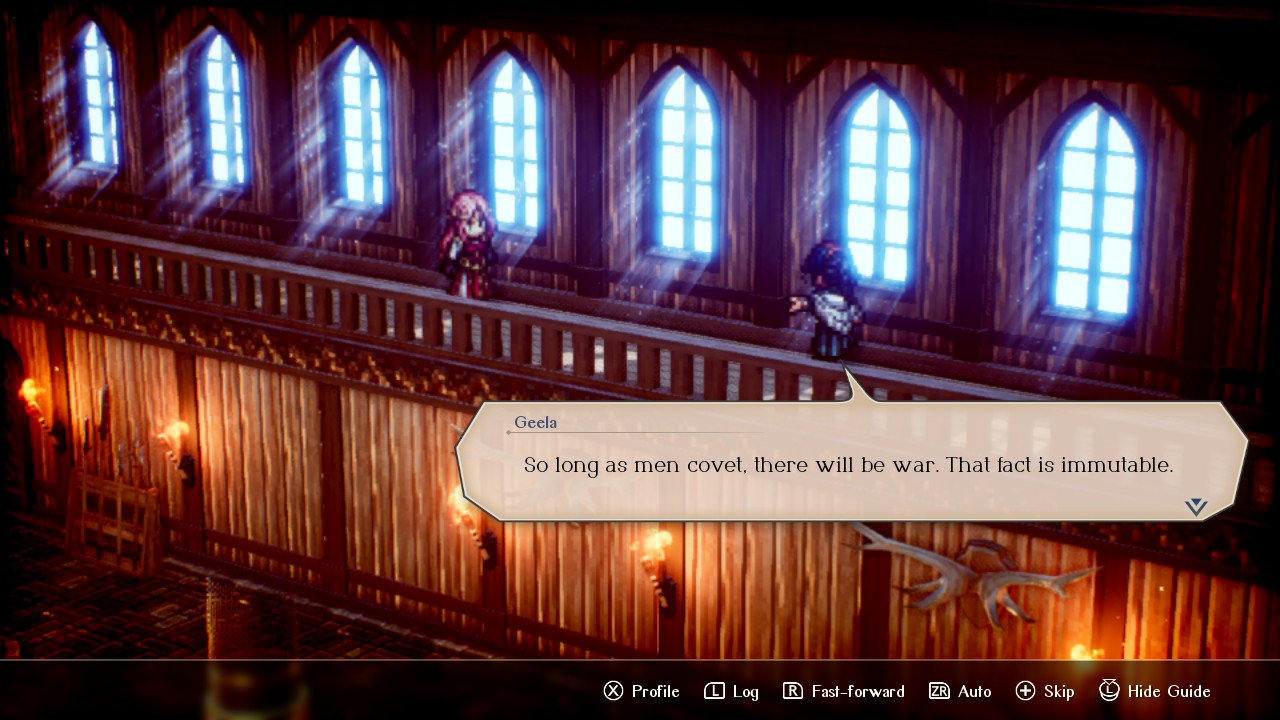 Geela
So long as men covet, there will be war. That fact is immutable.
X Profile L Log R Fast-forward ZR Auto + Skip L Hide Guide